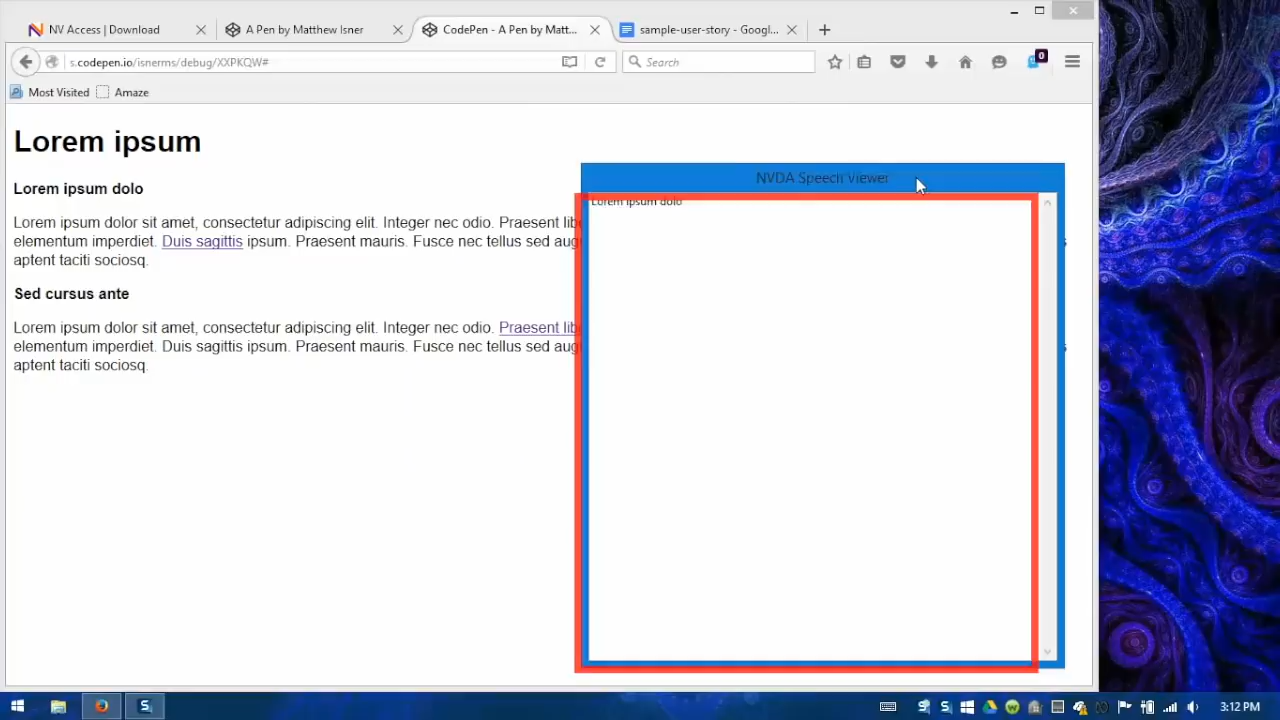 NV Access | Download
A Pen by Matthew Isner
CodePen - A Pen by Matt...
sample-user-story - Googl...
s.codepen.io/isnerms/debug/XXPKQW#
Search
0
Most Visited
Amaze
Lorem ipsum
Lorem ipsum dolo
Lorem ipsum dolor sit amet, consectetur adipiscing elit. Integer nec odio. Praesent lib
elementum imperdiet. Duis sagittis ipsum. Praesent mauris. Fusce nec tellus sed aug
aptent taciti sociosq.
Sed cursus ante
Lorem ipsum dolor sit amet, consectetur adipiscing elit. Integer nec odio. Praesent lib
elementum imperdiet. Duis sagittis ipsum. Praesent mauris. Fusce nec tellus sed aug
aptent taciti sociosq.
NVDA Speech Viewer
Lorem ipsum dolo
3:12 PM